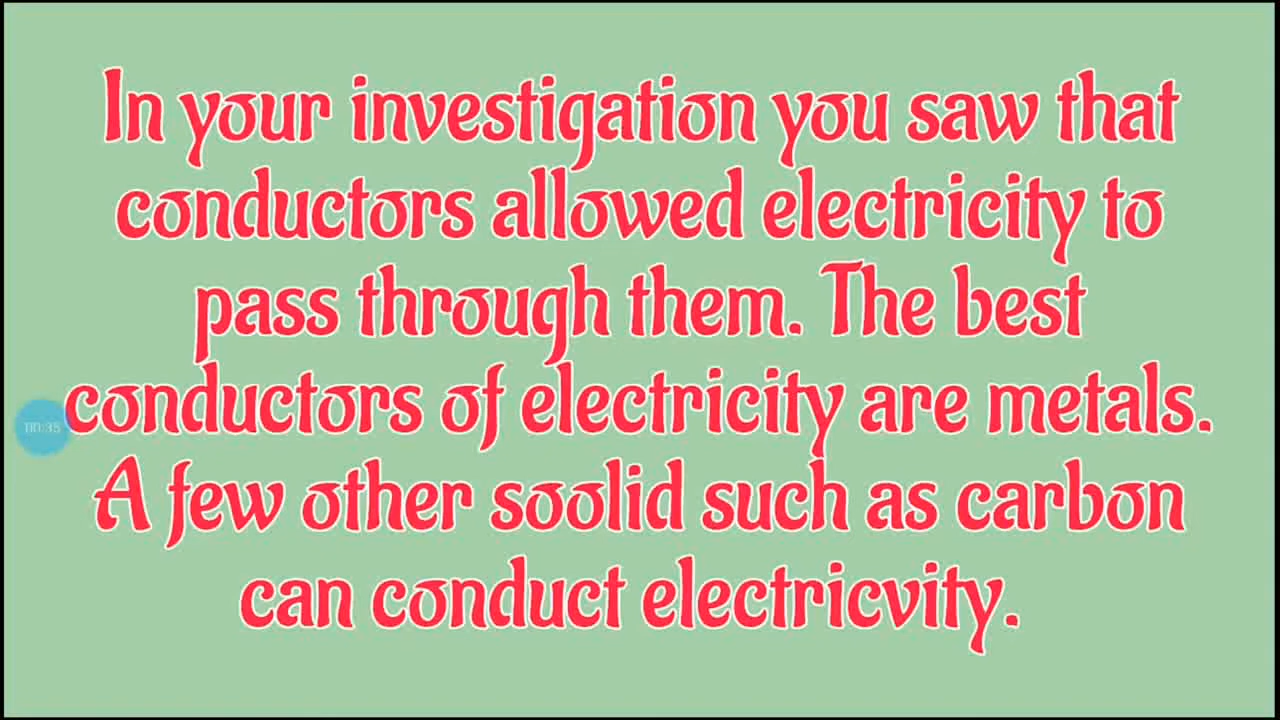 In your investigation you saw that
conductors allowed electricity to
pass through them. The best
conductors of electricity are metals.
A few other soolid such as carbon
can conduct electricvity.